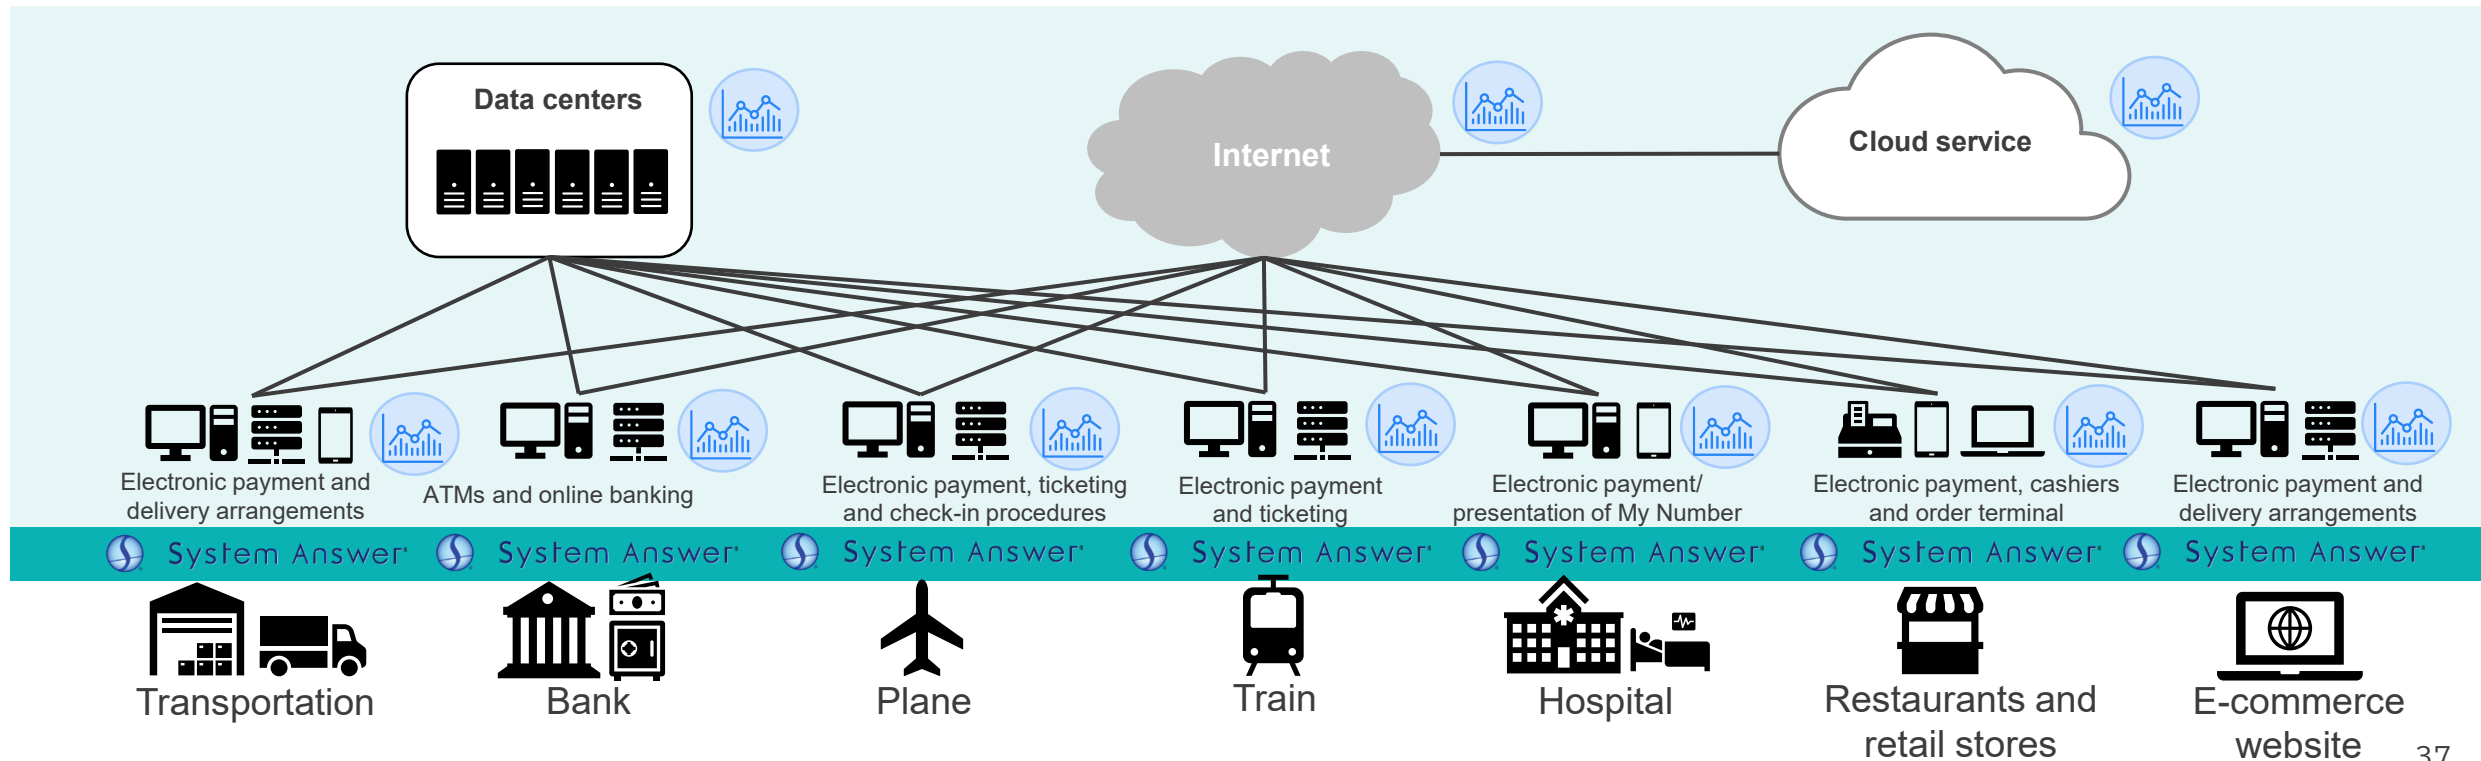 Data centers
Internet
Cloud service
Electronic payment and
delivery arrangements
ATMs and online banking
Electronic payment, ticketing
and check-in procedures
Electronic payment
and ticketing
Electronic payment/
presentation of My Number
Electronic payment, cashiers
and order terminal
Electronic payment and
delivery arrangements
System Answer
System Answer
System Answer
System Answer
System Answer
System Answer
System Answer
Transportation
Bank
Plane
Train
Hospital
Restaurants and
retail stores
E-commerce
website
37